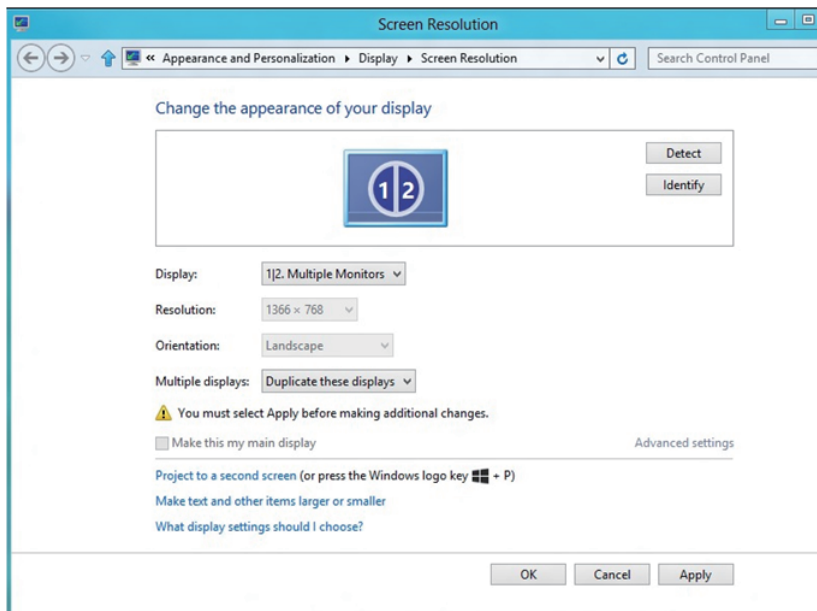 Screen Resolution
« Appearance and Personalization Display Screen Resolution
Search Control Panel
Change the appearance of your display
1 2
Detect
Identify
Display: 1|2. Multiple Monitors
Resolution: 1366 × 768
Orientation: Landscape
Multiple displays: Duplicate these displays
You must select Apply before making additional changes.
Make this my main display Advanced settings
Project to a second screen (or press the Windows logo key + P)
Make text and other items larger or smaller
What display settings should I choose?
OK Cancel Apply